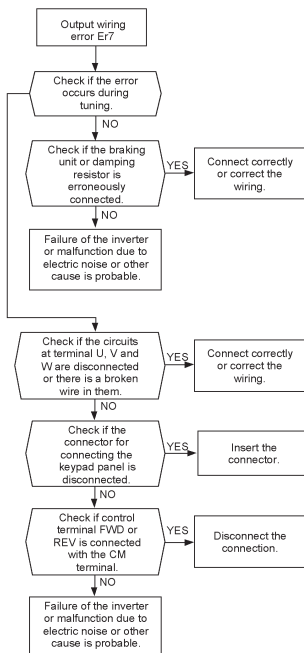 Output wiring
error Er7
Check if the error
occurs during
tuning.
NO
Check if the braking
unit or damping
resistor is
erroneously
connected.
YES
Connect correctly
or correct the
wiring.
NO
Failure of the inverter
or malfunction due to
electric noise or other
cause is probable.
Check if the circuits
at terminal U, V and
W are disconnected
or there is a broken
wire in them.
YES
Connect correctly
or correct the
wiring.
NO
Check if the
connector for
connecting the
keypad panel is
disconnected.
YES
Insert the
connector.
NO
Check if control
terminal FWD or
REV is connected
with the CM
terminal.
YES
Disconnect the
connection.
NO
Failure of the inverter
or malfunction due to
electric noise or other
cause is probable.